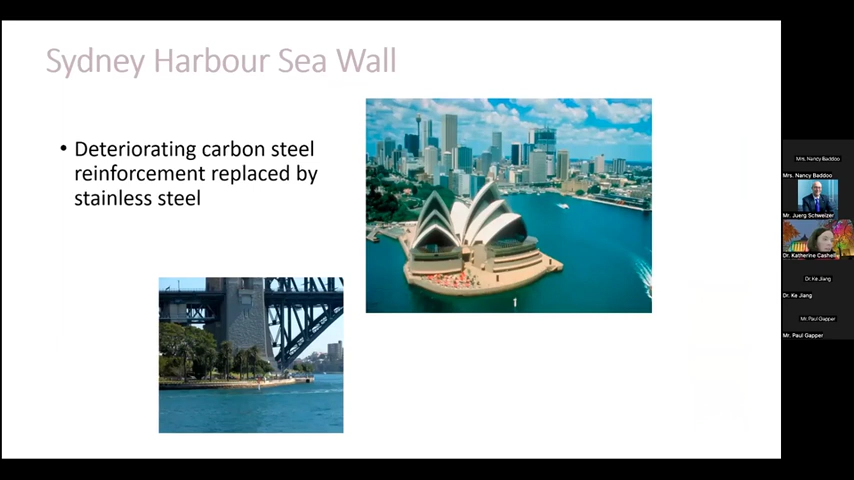 Sydney Harbour Sea Wall
• Deteriorating carbon steel
reinforcement replaced by
stainless steel
Mrs. Nancy Baddoo
Mrs. Nancy Baddoo
Mr. Juerg Schweizer
Dr. Katherine Cashell
Dr. Ke Jiang
Dr. Ke Jiang
Mr. Paul Gapper
Mr. Paul Gapper